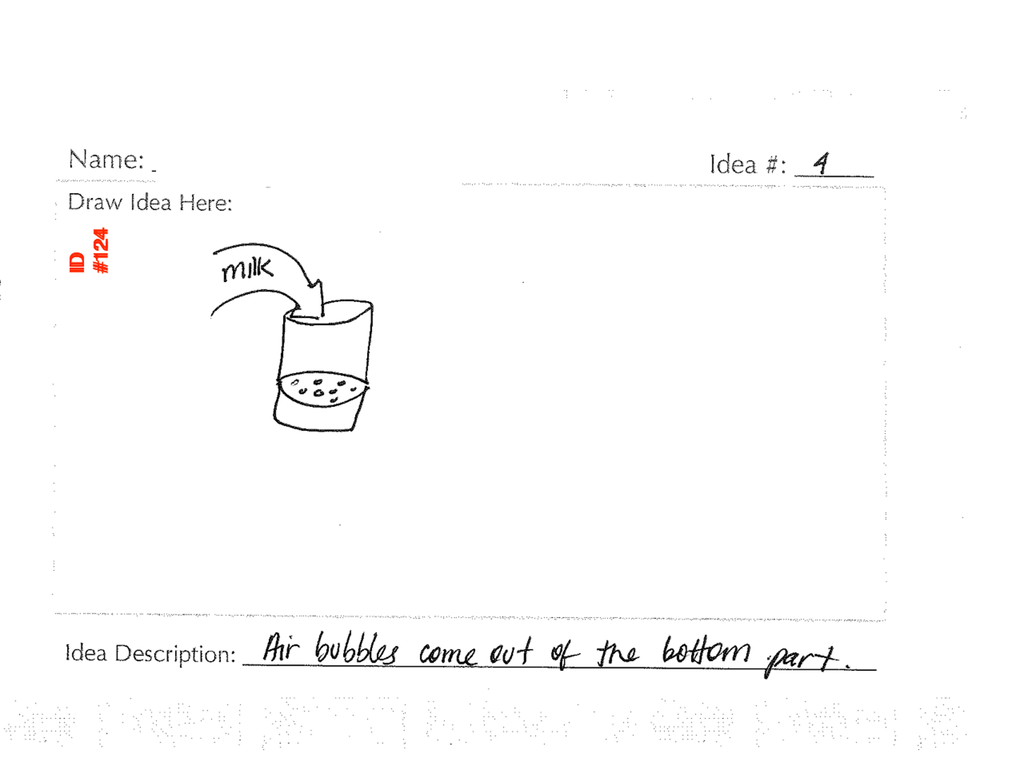 Name:
Idea #: 4
Draw Idea Here:
ID
#124
milk
Idea Description: Air bubbles come out of the bottom part.